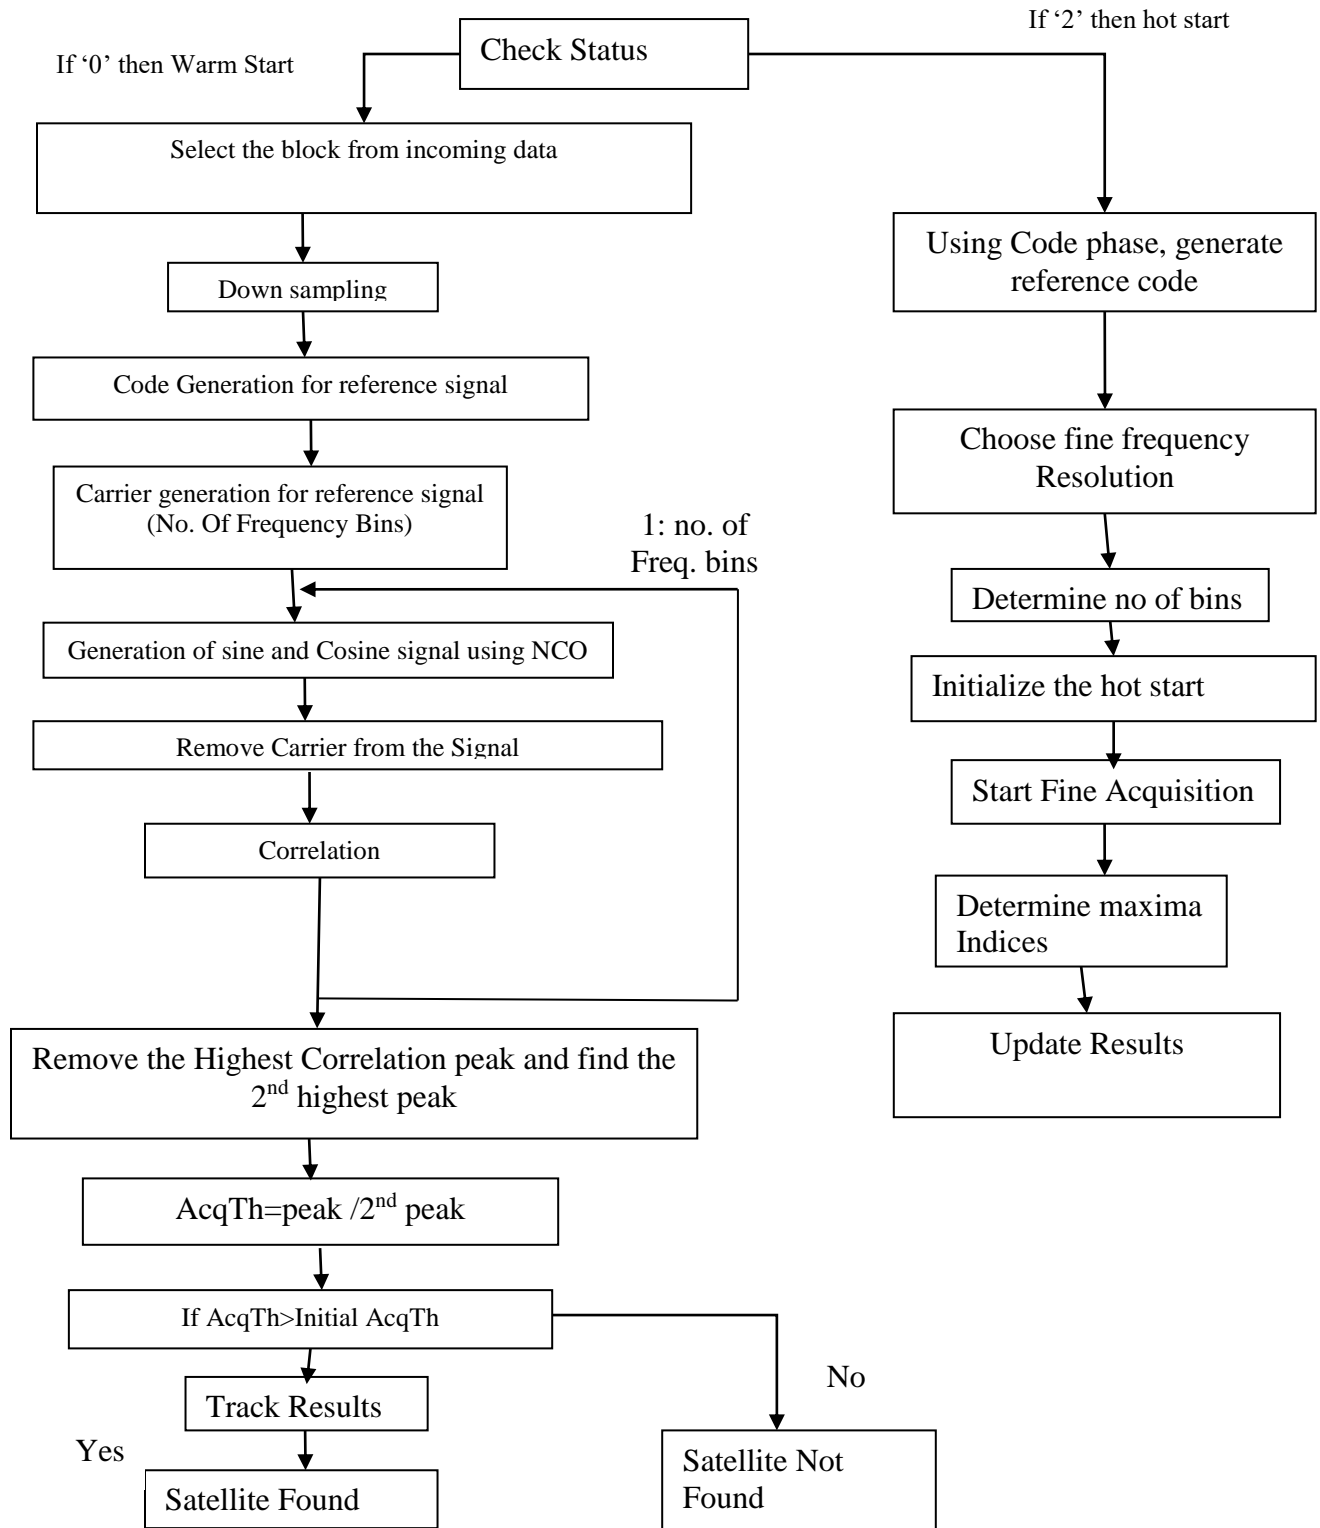 If ‘2’ then hot start
Check Status
If ‘0’ then Warm Start
Select the block from incoming data
Down sampling
Code Generation for reference signal
Carrier generation for reference signal
(No. Of Frequency Bins)
1: no. of
Freq. bins
Generation of sine and Cosine signal using NCO
Remove Carrier from the Signal
Correlation
Remove the Highest Correlation peak and find the
2nd highest peak
AcqTh=peak /2nd peak
If AcqTh>Initial AcqTh
Track Results
Yes
Satellite Found
No
Satellite Not
Found
Using Code phase, generate
reference code
Choose fine frequency
Resolution
Determine no of bins
Initialize the hot start
Start Fine Acquisition
Determine maxima
Indices
Update Results